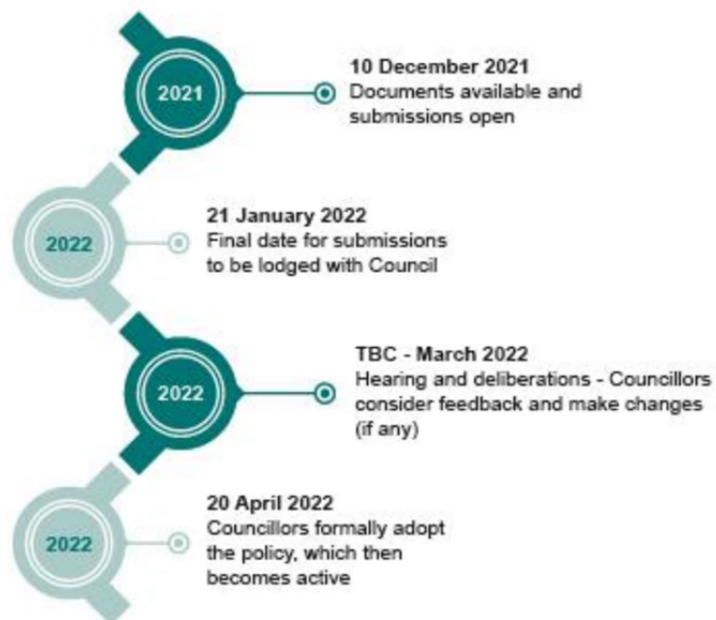 2021
10 December 2021
Documents available and
submissions open
2022
21 January 2022
Final date for submissions
to be lodged with Council
2022
TBC - March 2022
Hearing and deliberations - Councillors
consider feedback and make changes
(if any)
2022
20 April 2022
Councillors formally adopt
the policy, which then
becomes active